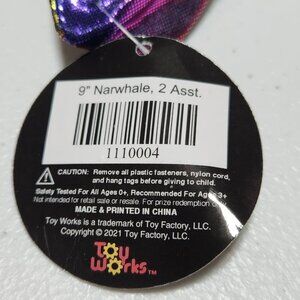 9" Narwhale, 2 Asst.
1110004
CAUTION: Remove all plastic fasteners, nylon cord,
and hang tags before giving to child.
Safety Tested For All Ages 0+, Recommended For Ages 3+
Not intended for retail sale or resale. For prize redemption only
MADE & PRINTED IN CHINA
Toy Works is a trademark of Toy Factory, LLC.
Copyright © 2021 Toy Factory, LLC.
Toy
Works™